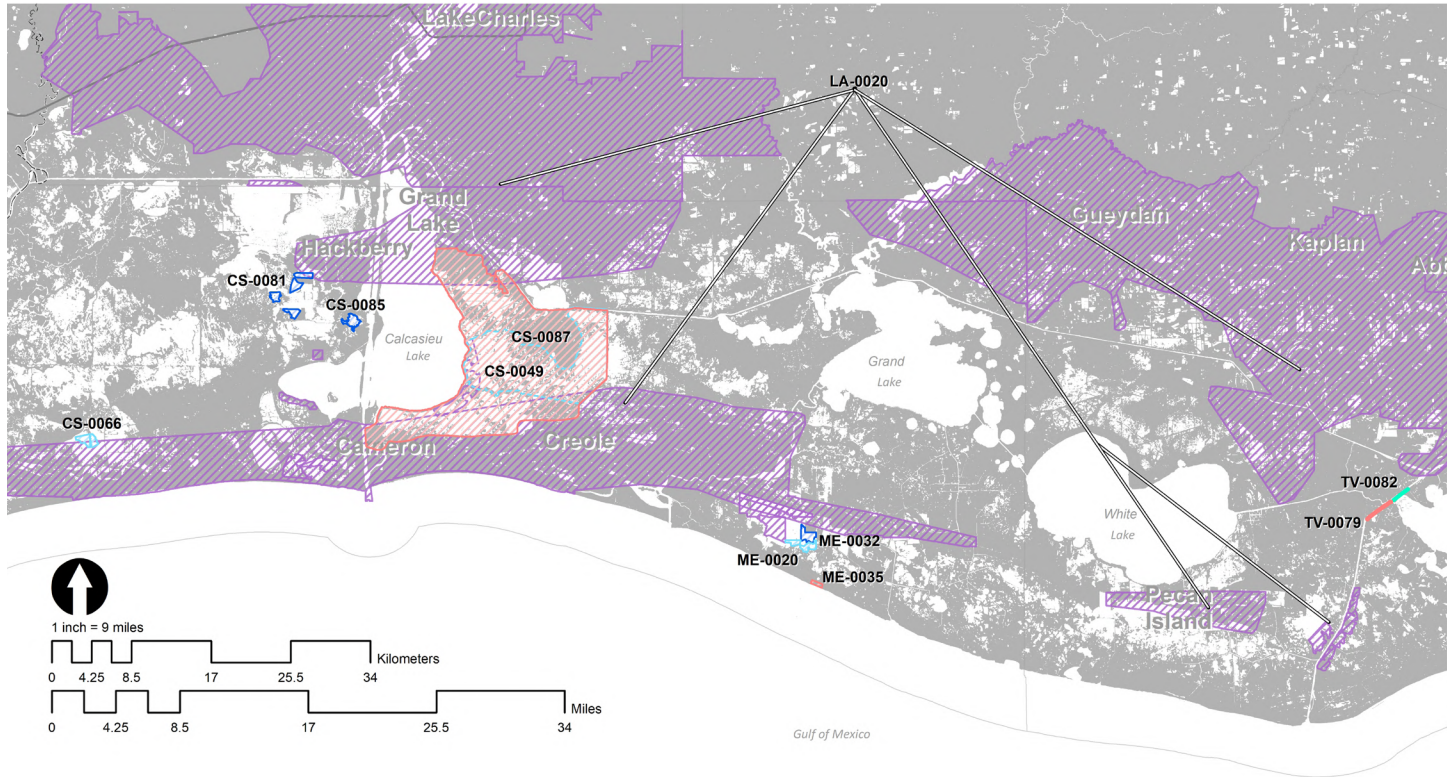 LakeCharles
LA-0020
Grand
Lake
Gueydan
Kaplan
Hackberry
Ab
CS-0081
CS-0085
Calcasieu
Lake
CS-0087
CS-0049
Grand
Lake
CS-0066
Cameron
Creole
TV-0082
White
Lake
TV-0079
ME-0032
ME-0020
ME-0035
Pecan
Island
1 inch = 9 miles
Kilometers
0 4.25 8.5 17 25.5 34
Miles
0 4.25 8.5 17 25.5 34
Gulf of Mexico